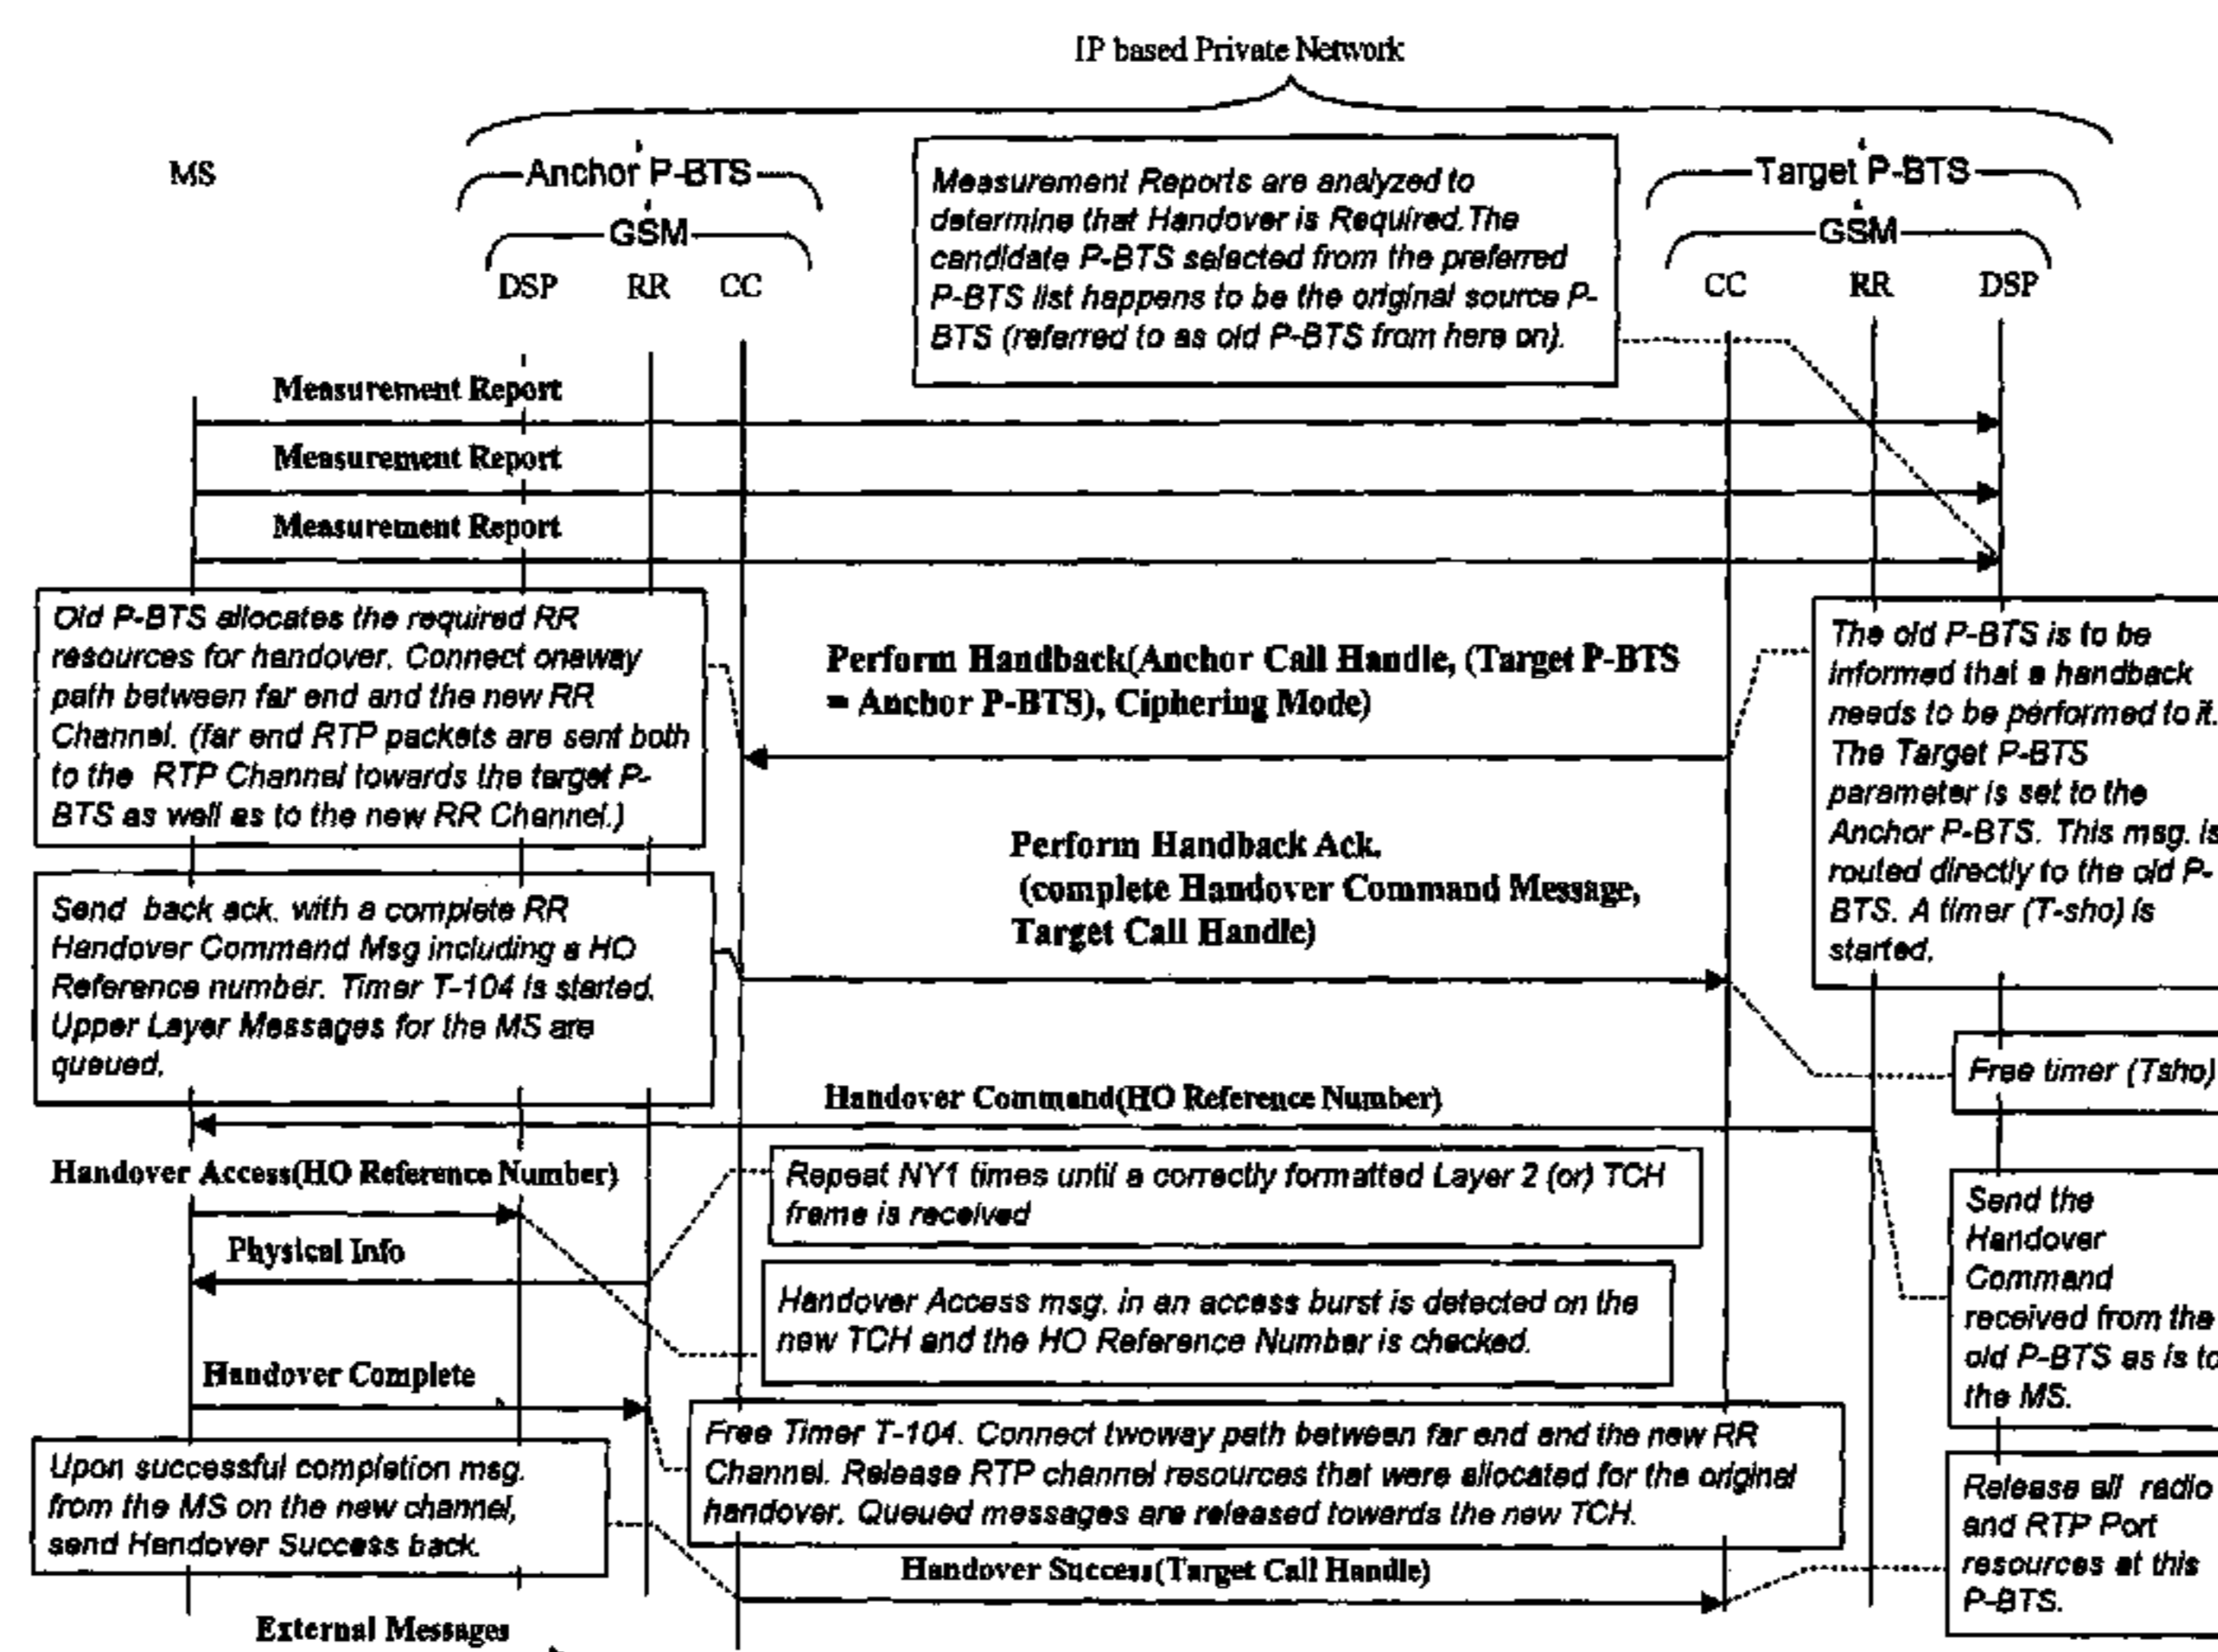 IP based Private Network
MS
Anchor P-BTS
GSM
DSP RR CC
Measurement Reports are analyzed to
determine that Handover is Required.The
candidate P-BTS selected from the preferred
P-BTS list happens to be the original source P-
BTS (referred to as old P-BTS from here on).
Target P-BTS
GSM
CC RR DSP
Measurement Report
Measurement Report
Measurement Report
Old P-BTS allocates the required RR
resources for handover. Connect oneway
path between far end and the new RR
Channel. (far end RTP packets are sent both
to the RTP Channel towards the target P-
BTS as well as to the new RR Channel.)
Perform Handback(Anchor Call Handle, (Target P-BTS
= Anchor P-BTS), Ciphering Mode)
The old P-BTS is to be
informed that a handback
needs to be performed to it.
The Target P-BTS
parameter is set to the
Anchor P-BTS. This msg. is
routed directly to the old P-
BTS. A timer (T-sho) is
started.
Perform Handback Ack.
(complete Handover Command Message,
Target Call Handle)
Send back ack. with a complete RR
Handover Command Msg including a HO
Reference number. Timer T-104 is started.
Upper Layer Messages for the MS are
queued.
Free timer (Tsho)
Handover Command(HO Reference Number)
Handover Access(HO Reference Number)
Repeat NY1 times until a correctly formatted Layer 2 (or) TCH
frame is received
Physical Info
Handover Access msg. in an access burst is detected on the
new TCH and the HO Reference Number is checked.
Send the
Handover
Command
received from the
old P-BTS as is to
the MS.
Handover Complete
Free Timer T-104. Connect twoway path between far end and the new RR
Channel. Release RTP channel resources that were allocated for the original
handover. Queued messages are released towards the new TCH.
Upon successful completion msg.
from the MS on the new channel,
send Handover Success back.
Release all radio
and RTP Port
resources at this
P-BTS.
Handover Success(Target Call Handle)
External Messages